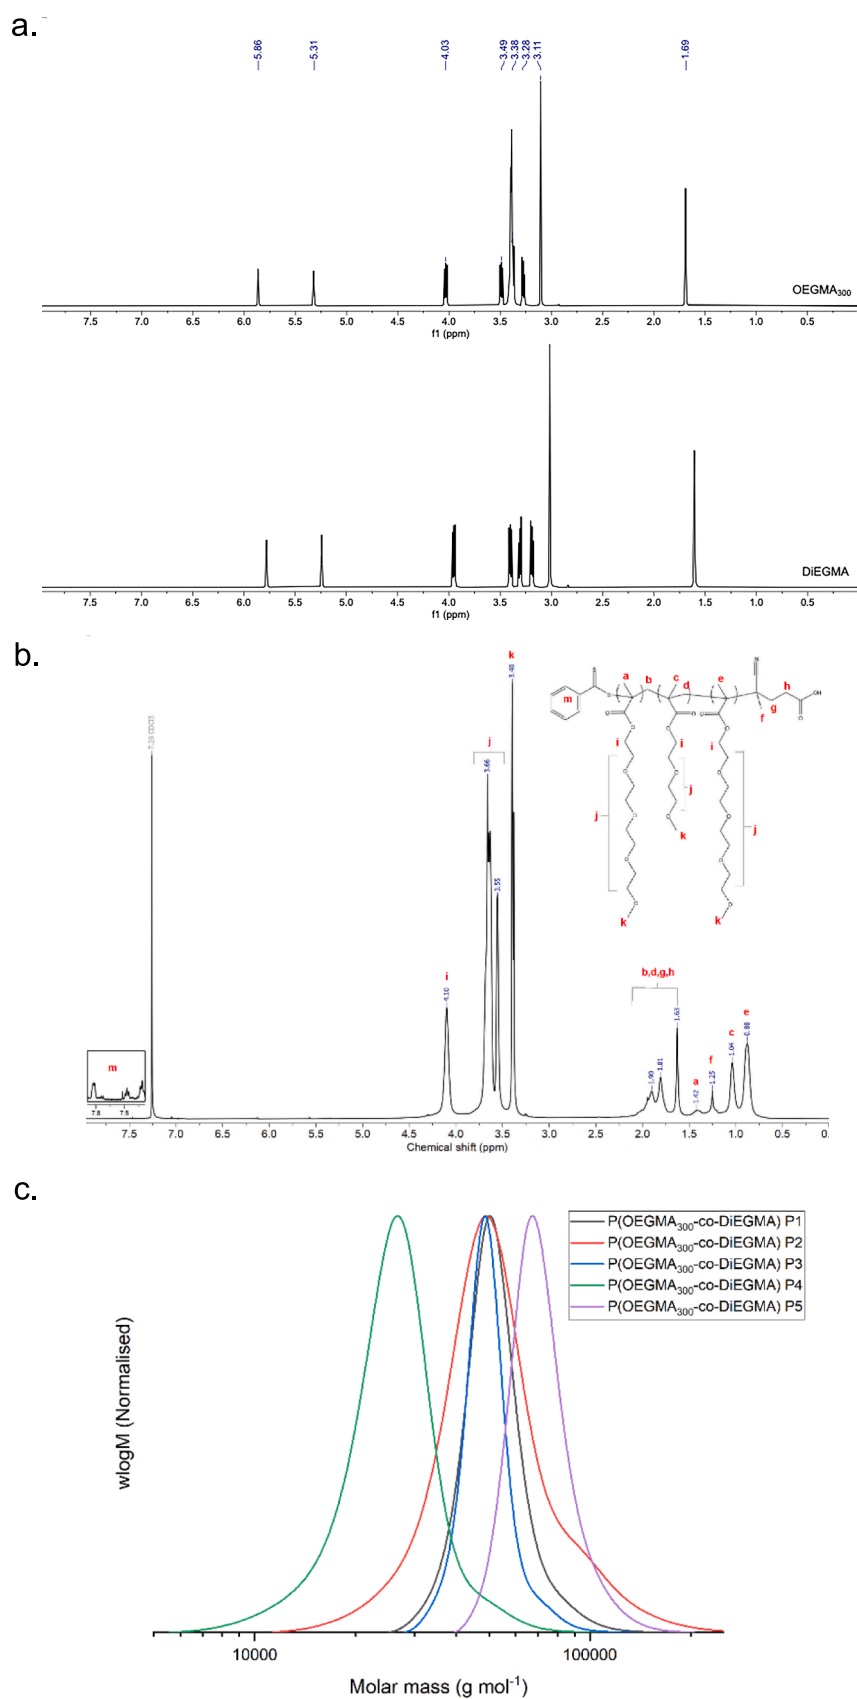 a.
5.86
5.31
4.03
3.49
3.38
3.28
3.11
1.69
OEGMA₃₀₀
7.5 7.0 6.5 6.0 5.5 5.0 4.5 4.0 3.5 3.0 2.5 2.0 1.5 1.0 0.5
f1 (ppm)
DiEGMA
7.5 7.0 6.5 6.0 5.5 5.0 4.5 4.0 3.5 3.0 2.5 2.0 1.5 1.0 0.5
f1 (ppm)
b.
7.26 CDCl3
k
3.40
j
3.66
3.55
i
4.10
b,d,g,h
1.90
1.81
1.63
a
1.42
f
1.25
c
1.04
e
0.88
m
7.5
a b c d e N h
m S S f g OH
O O O O
O O O
i i i
O O O
j j j
O O O
k
O O
O O
k k
7.5 7.0 6.5 6.0 5.5 5.0 4.5 4.0 3.5 3.0 2.5 2.0 1.5 1.0 0.5
Chemical shift (ppm)
c.
P(OEGMA₃₀₀-co-DiEGMA) P1
P(OEGMA₃₀₀-co-DiEGMA) P2
P(OEGMA₃₀₀-co-DiEGMA) P3
P(OEGMA₃₀₀-co-DiEGMA) P4
P(OEGMA₃₀₀-co-DiEGMA) P5
wlogM (Normalised)
10000 100000
Molar mass (g mol⁻¹)